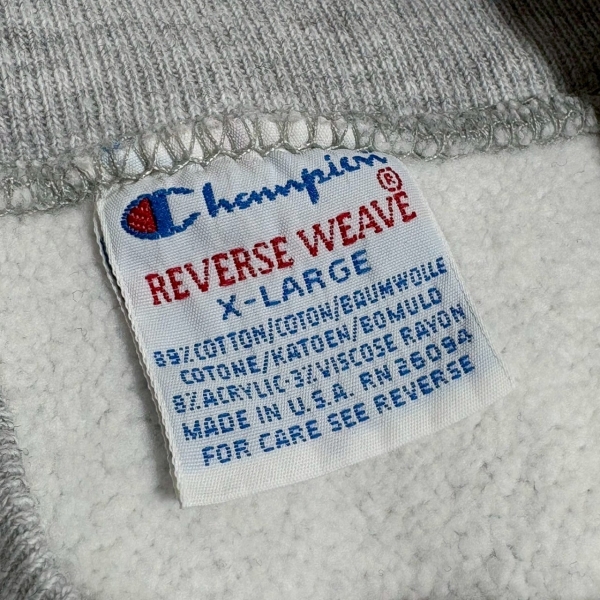 Champion
®
REVERSE WEAVE
X-LARGE
89% COTTON/COTON/BAUMWOLLE
COTONE/KATOEN/BOMULD
8% ACRYLIC-3% VISCOSE RAYON
MADE IN U.S.A. RN 26094
FOR CARE SEE REVERSE